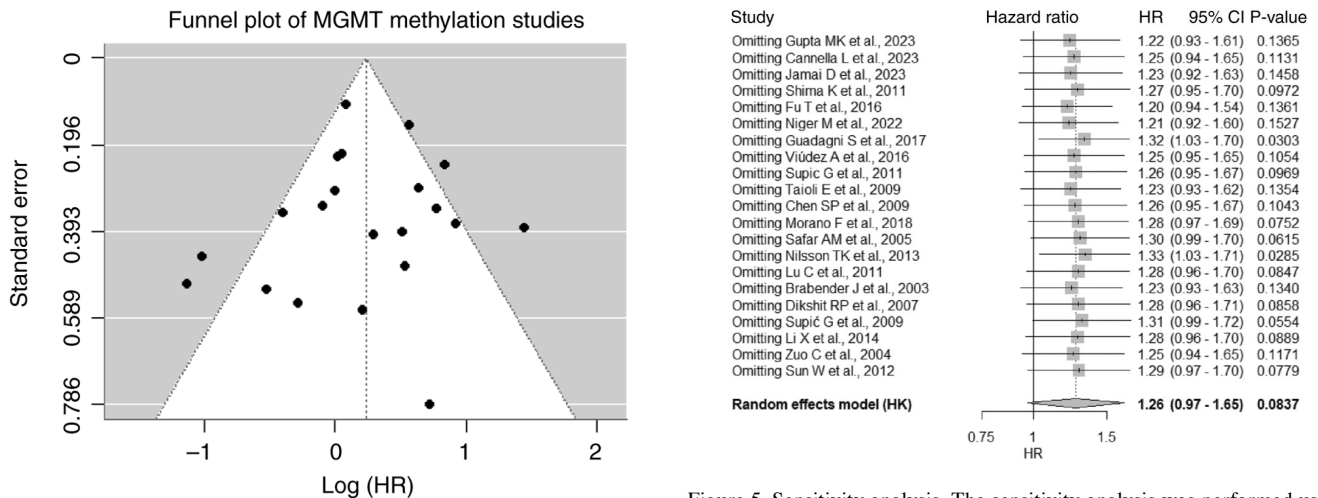 Funnel plot of MGMT methylation studies
Standard error
0
0.196
0.393
0.589
0.786
−1
0
1
2
Log (HR)
Study Hazard ratio HR 95% CI P-value
Omitting Gupta MK et al., 2023 1.22 (0.93 - 1.61) 0.1365
Omitting Cannella L et al., 2023 1.25 (0.94 - 1.65) 0.1131
Omitting Jamai D et al., 2023 1.23 (0.92 - 1.63) 0.1458
Omitting Shima K et al., 2011 1.27 (0.95 - 1.70) 0.0972
Omitting Fu T et al., 2016 1.20 (0.94 - 1.54) 0.1361
Omitting Niger M et al., 2022 1.21 (0.92 - 1.60) 0.1527
Omitting Guadagni S et al., 2017 1.32 (1.03 - 1.70) 0.0303
Omitting Viúdez A et al., 2016 1.25 (0.95 - 1.65) 0.1054
Omitting Supic G et al., 2011 1.26 (0.95 - 1.67) 0.0969
Omitting Taioli E et al., 2009 1.23 (0.93 - 1.62) 0.1354
Omitting Chen SP et al., 2009 1.26 (0.95 - 1.67) 0.1043
Omitting Morano F et al., 2018 1.28 (0.97 - 1.69) 0.0752
Omitting Safar AM et al., 2005 1.30 (0.99 - 1.70) 0.0615
Omitting Nilsson TK et al., 2013 1.33 (1.03 - 1.71) 0.0285
Omitting Lu C et al., 2011 1.28 (0.96 - 1.70) 0.0847
Omitting Brabender J et al., 2003 1.23 (0.93 - 1.63) 0.1340
Omitting Dikshit RP et al., 2007 1.28 (0.96 - 1.71) 0.0858
Omitting Supić G et al., 2009 1.31 (0.99 - 1.72) 0.0554
Omitting Li X et al., 2014 1.28 (0.96 - 1.70) 0.0889
Omitting Zuo C et al., 2004 1.25 (0.94 - 1.65) 0.1171
Omitting Sun W et al., 2012 1.29 (0.97 - 1.70) 0.0779
Random effects model (HK) 1.26 (0.97 - 1.65) 0.0837
0.75 1 1.5
HR
Figure 5. Sensitivity analysis. The sensitivity analysis was performed